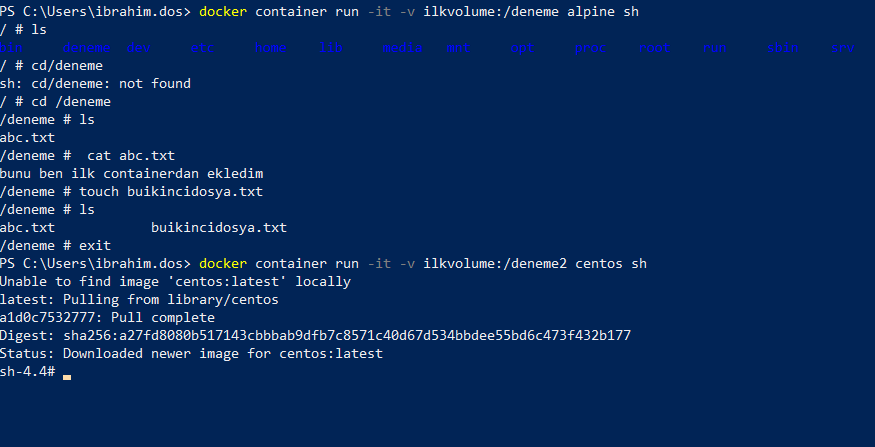 PS C:\Users\ibrahim.dos> docker container run -it -v ilkvolume:/deneme alpine sh
/ # ls
bin deneme dev etc home lib media mnt opt proc root run sbin srv
/ # cd/deneme
sh: cd/deneme: not found
/ # cd /deneme
/deneme # ls
abc.txt
/deneme #  cat abc.txt
bunu ben ilk containerdan ekledim
/deneme # touch buikincidosya.txt
/deneme # ls
abc.txt            buikincidosya.txt
/deneme # exit
PS C:\Users\ibrahim.dos> docker container run -it -v ilkvolume:/deneme2 centos sh
Unable to find image 'centos:latest' locally
latest: Pulling from library/centos
a1d0c7532777: Pull complete
Digest: sha256:a27fd8080b517143cbbbab9dfb7c8571c40d67d534bbdee55bd6c473f432b177
Status: Downloaded newer image for centos:latest
sh-4.4#